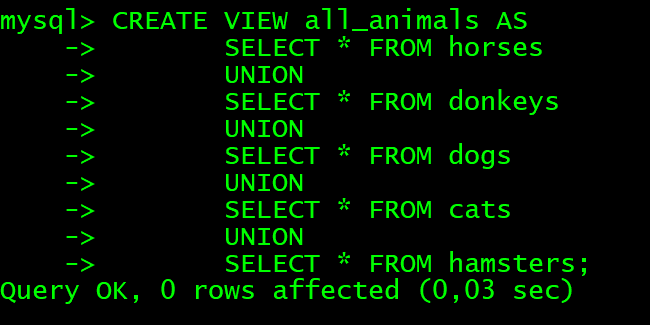 mysql> CREATE VIEW all_animals AS
    ->        SELECT * FROM horses
    ->        UNION
    ->        SELECT * FROM donkeys
    ->        UNION
    ->        SELECT * FROM dogs
    ->        UNION
    ->        SELECT * FROM cats
    ->        UNION
    ->        SELECT * FROM hamsters;
Query OK, 0 rows affected (0,03 sec)